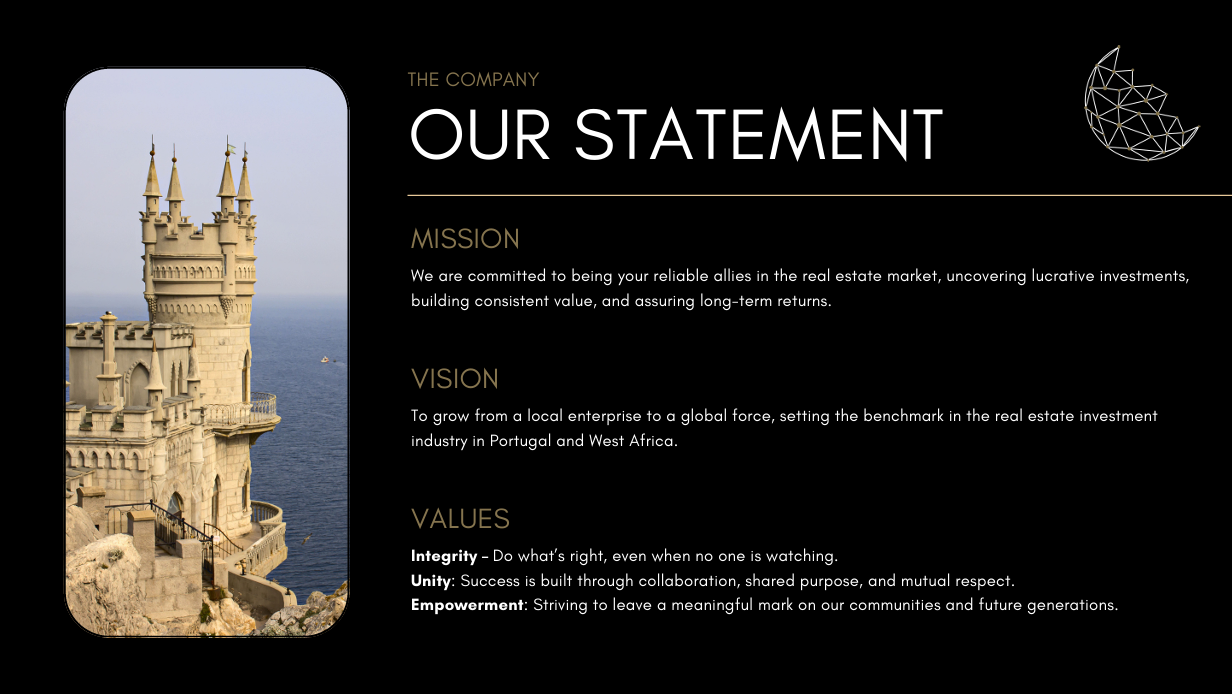 THE COMPANY
OUR STATEMENT
MISSION
We are committed to being your reliable allies in the real estate market, uncovering lucrative investments,
building consistent value, and assuring long-term returns.
VISION
To grow from a local enterprise to a global force, setting the benchmark in the real estate investment
industry in Portugal and West Africa.
VALUES
Integrity – Do what's right, even when no one is watching.
Unity: Success is built through collaboration, shared purpose, and mutual respect.
Empowerment: Striving to leave a meaningful mark on our communities and future generations.